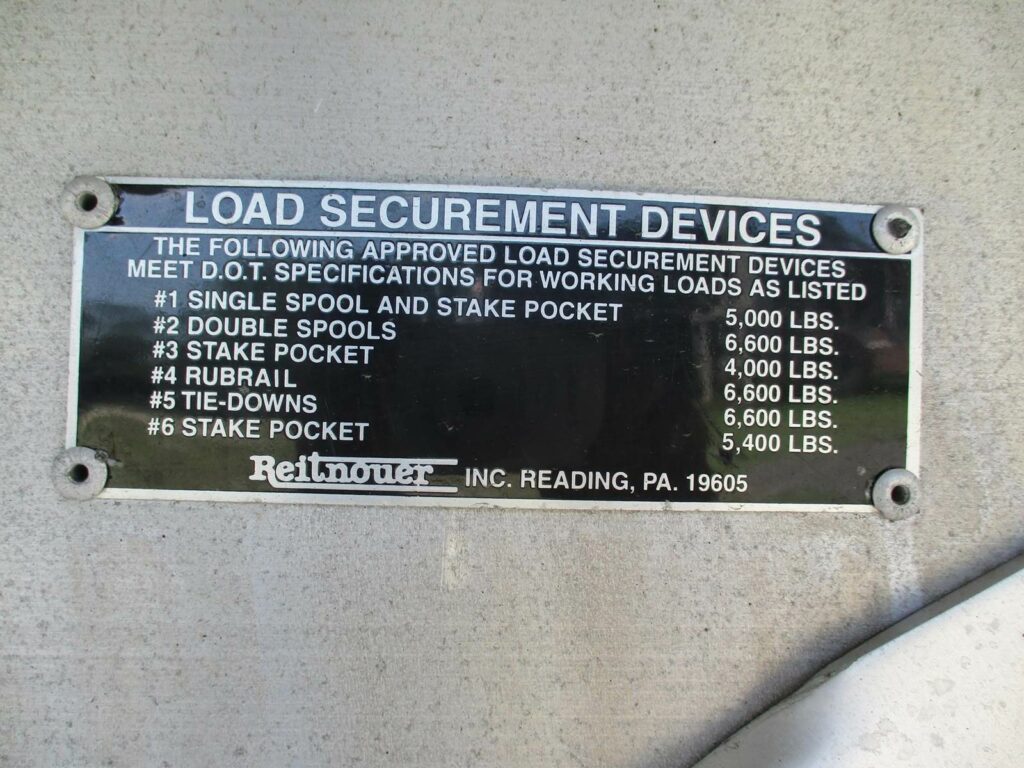 LOAD SECUREMENT DEVICES
THE FOLLOWING APPROVED LOAD SECUREMENT DEVICES
MEET D.O.T. SPECIFICATIONS FOR WORKING LOADS AS LISTED
#1 SINGLE SPOOL AND STAKE POCKET 5,000 LBS.
#2 DOUBLE SPOOLS 6,600 LBS.
#3 STAKE POCKET 4,000 LBS.
#4 RUBRAIL 6,600 LBS.
#5 TIE-DOWNS 6,600 LBS.
#6 STAKE POCKET 5,400 LBS.
Reitnouer INC. READING, PA. 19605